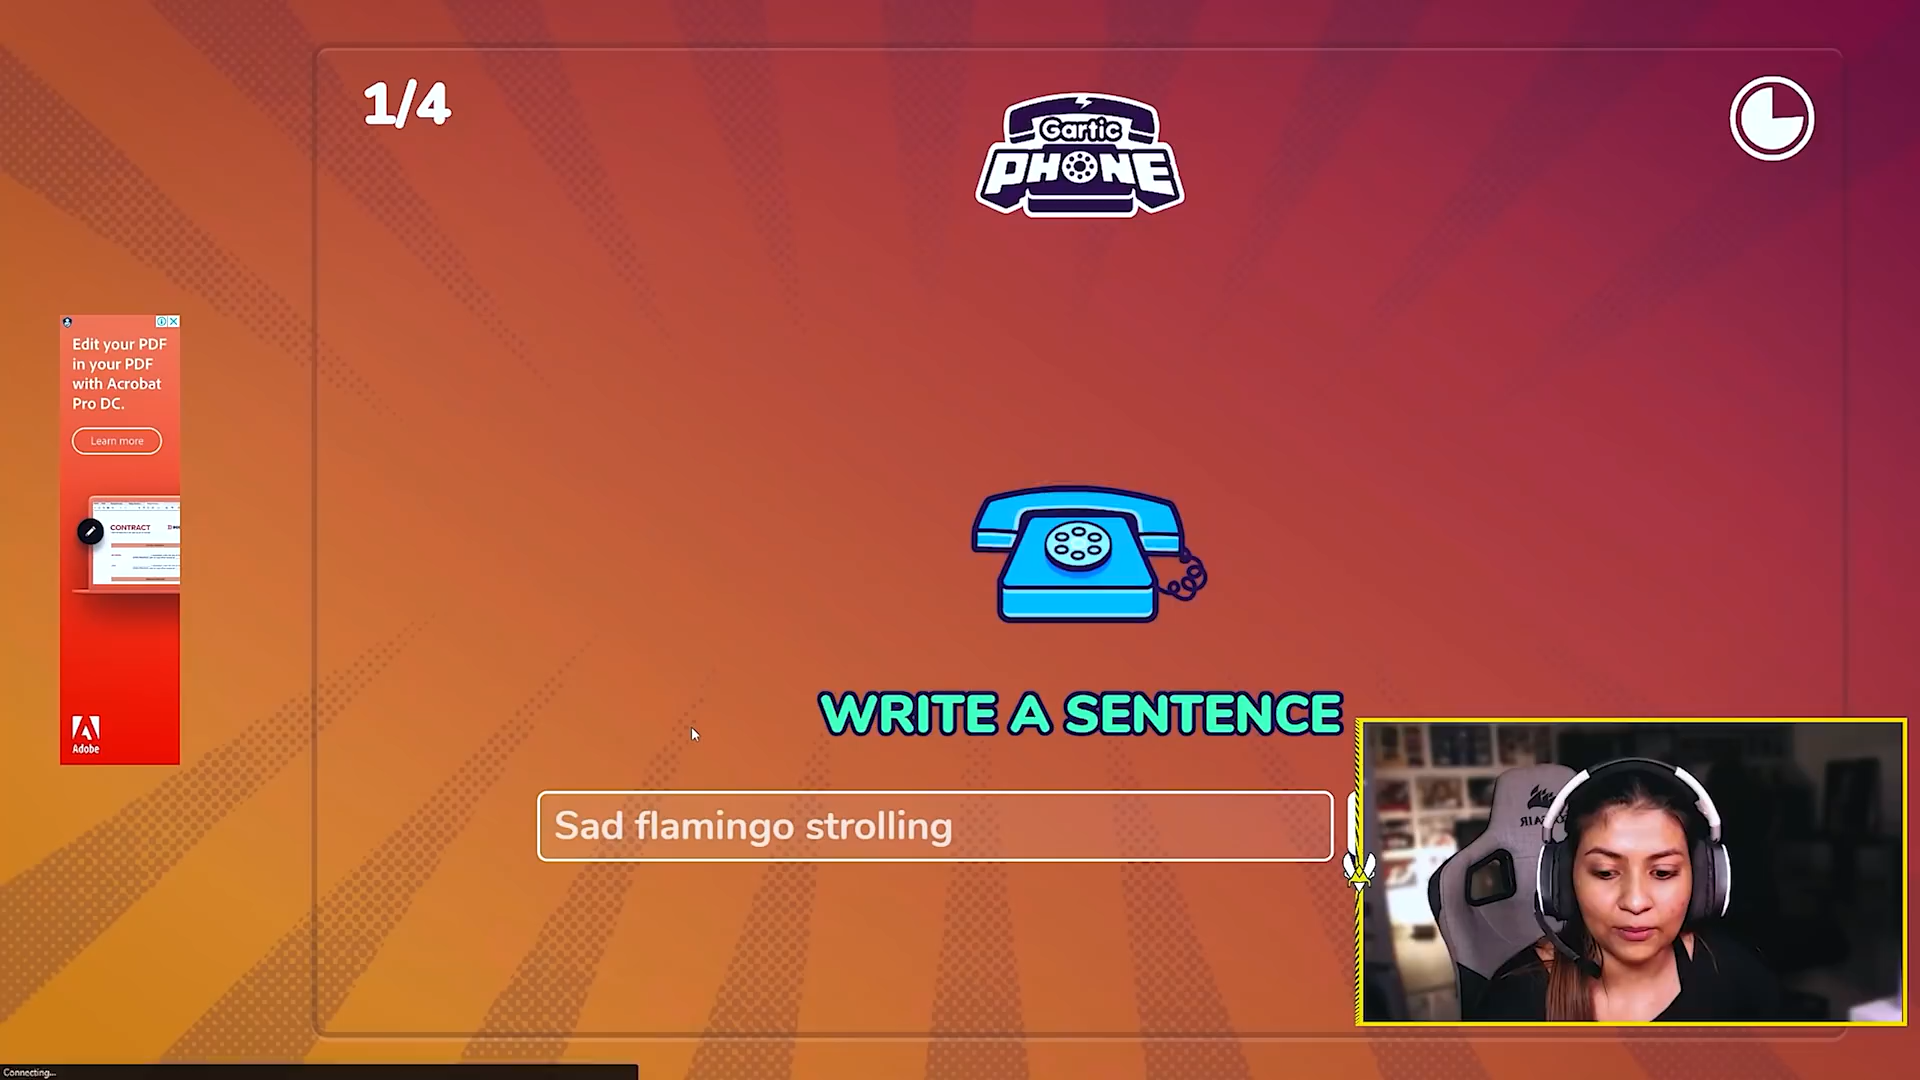 1/4
Gartic
PHONE
Edit your PDF
in your PDF
with Acrobat
Pro DC.
Learn more
CONTRACT
Adobe
WRITE A SENTENCE
Sad flamingo strolling
Connecting...